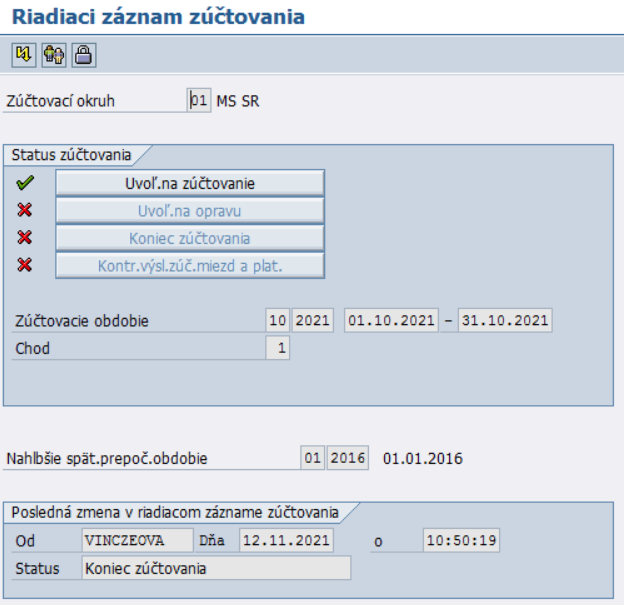 Riadiaci záznam zúčtovania
Zúčtovací okruh 01 MS SR
Status zúčtovania
Uvoľ.na zúčtovanie
Uvoľ.na opravu
Koniec zúčtovania
Kontr.výsl.zúč.miezd a plat.
Zúčtovacie obdobie 10 2021 01.10.2021 – 31.10.2021
Chod 1
Nahlbšie spät.prepoč.obdobie 01 2016 01.01.2016
Posledná zmena v riadiacom zázname zúčtovania
Od VINCZEOVA Dňa 12.11.2021 o 10:50:19
Status Koniec zúčtovania